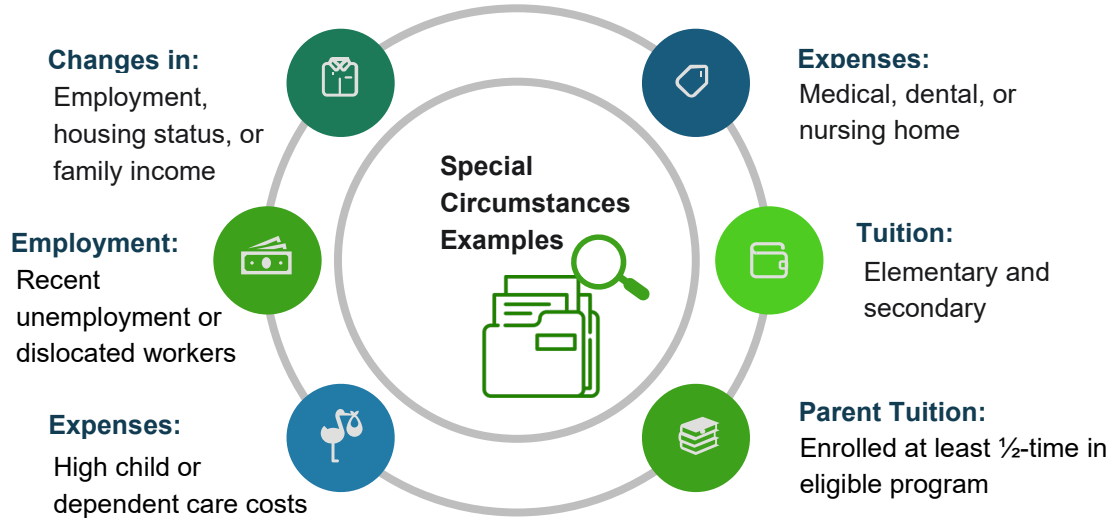 Special
Circumstances
Examples
Changes in:
Employment,
housing status, or
family income
Employment:
Recent
unemployment or
dislocated workers
Expenses:
High child or
dependent care costs
Expenses:
Medical, dental, or
nursing home
Tuition:
Elementary and
secondary
Parent Tuition:
Enrolled at least ½-time in
eligible program